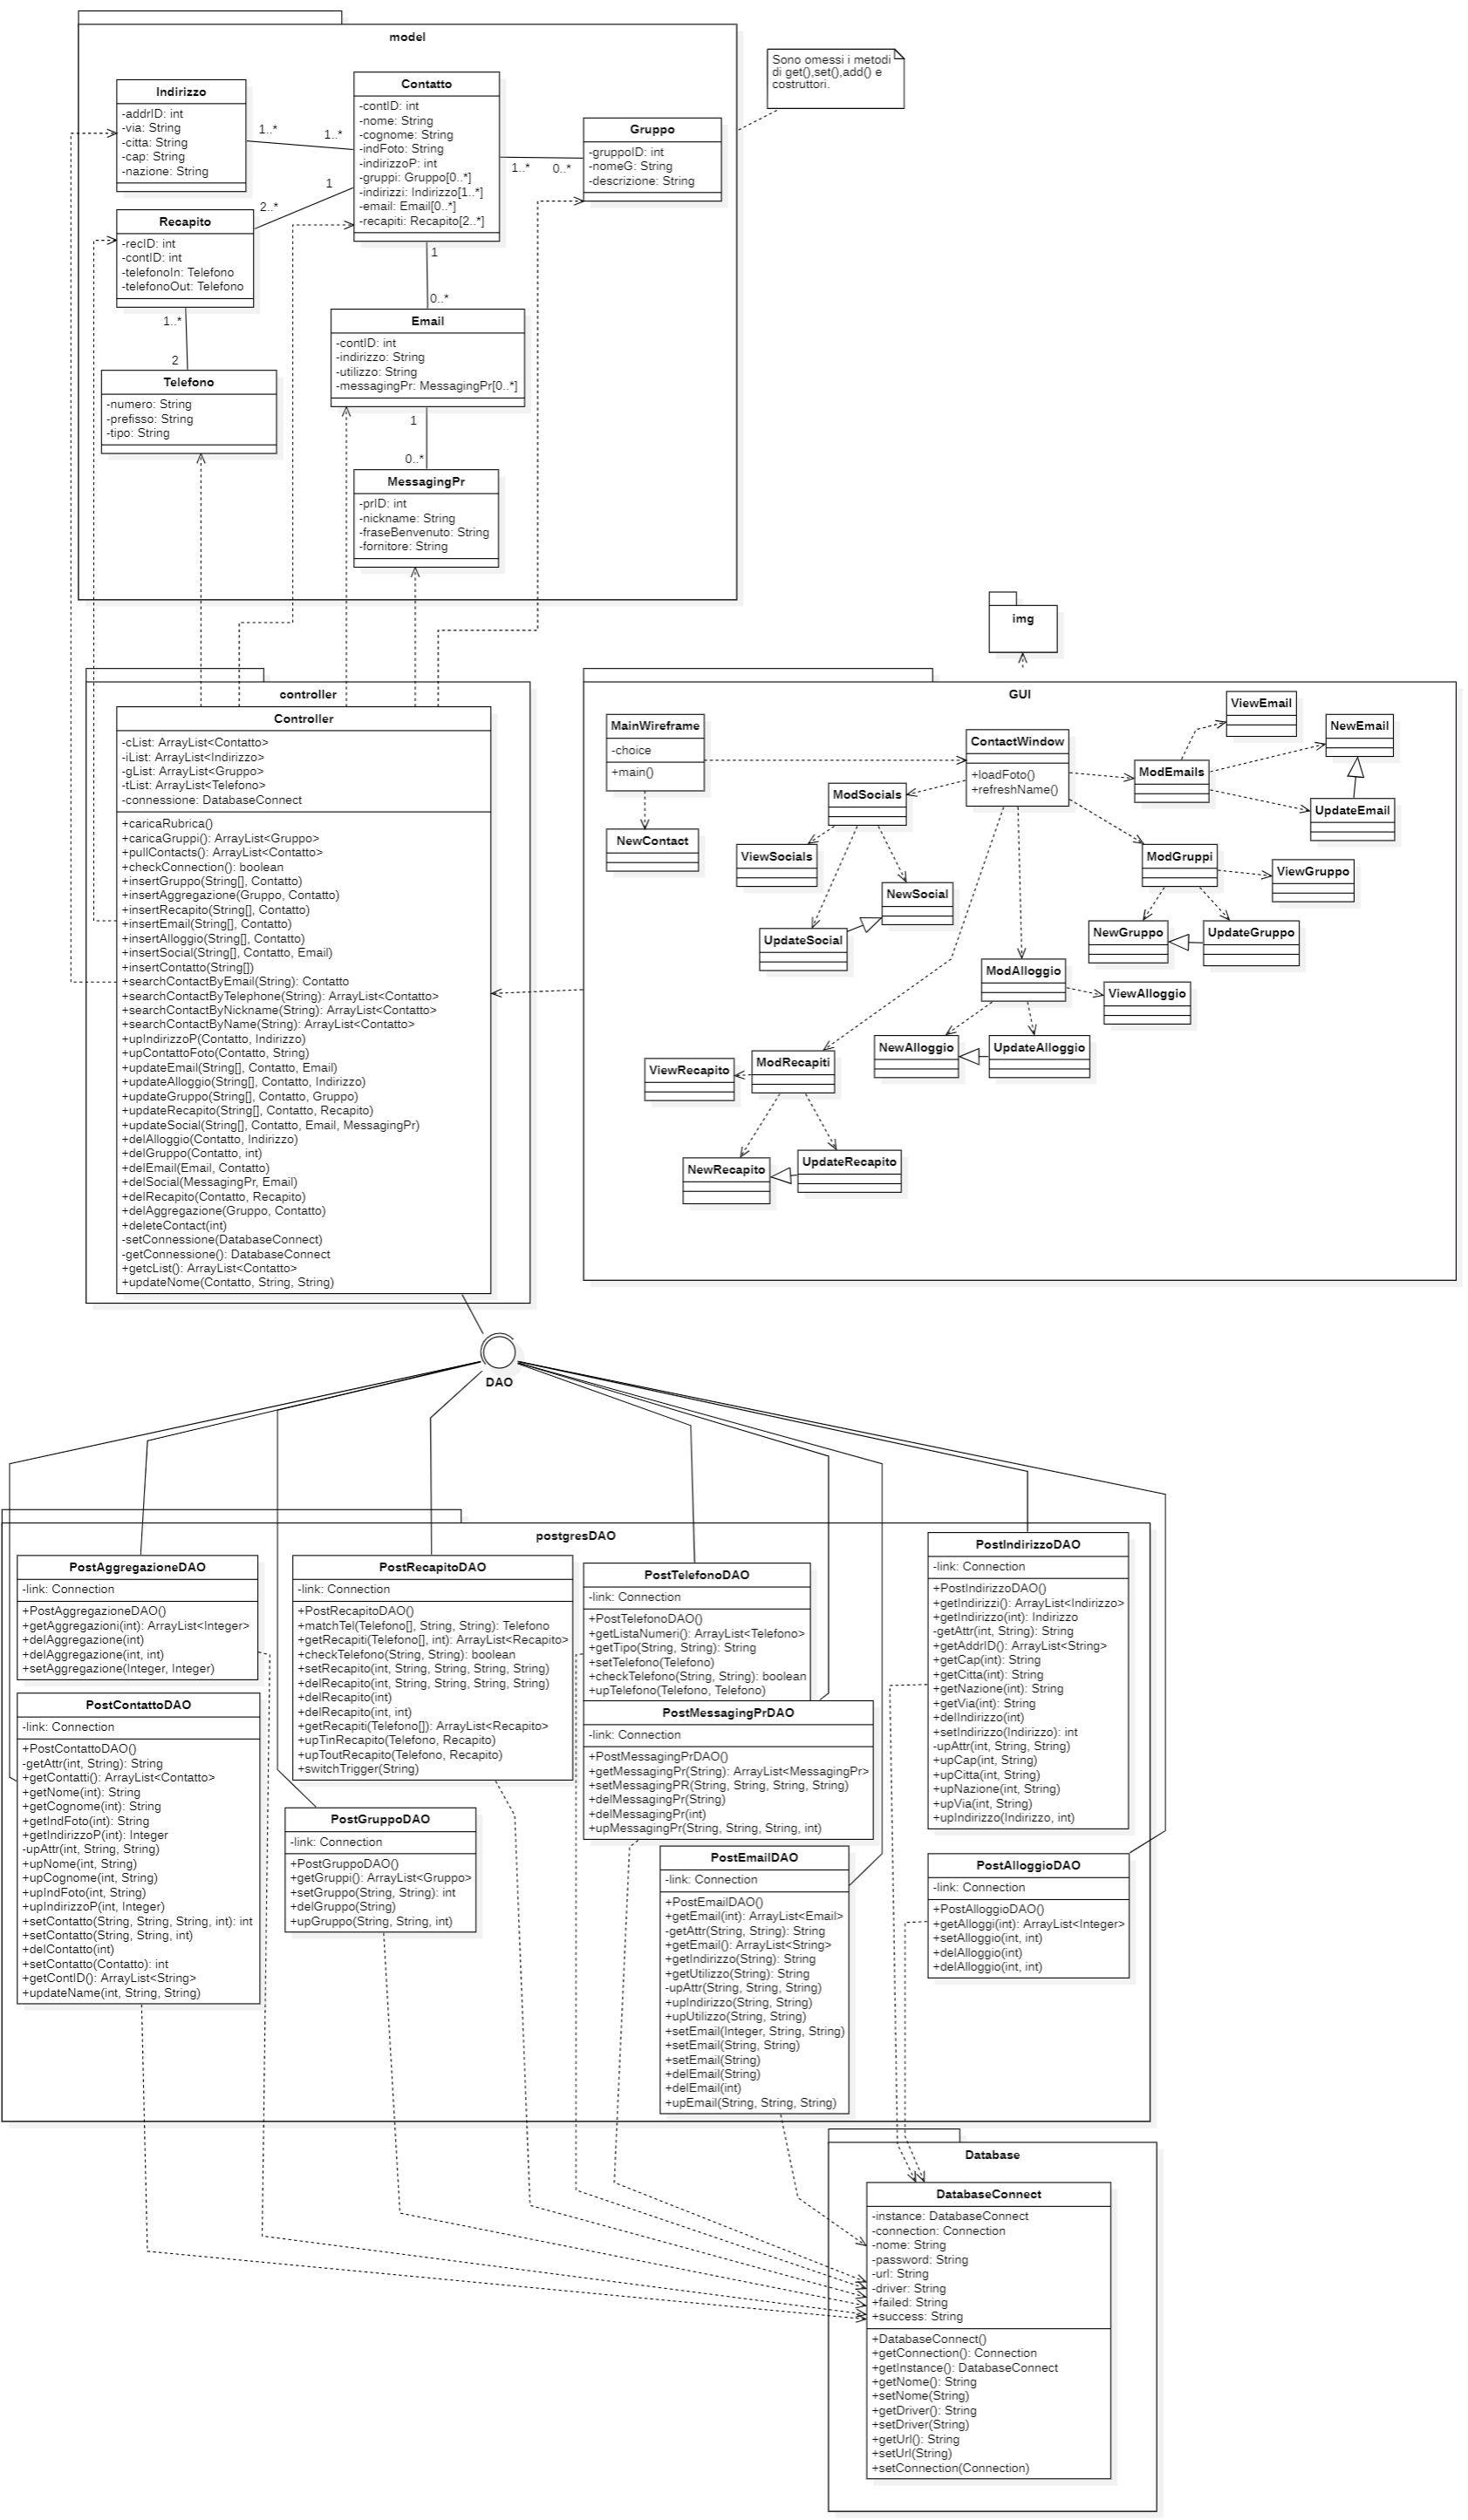 model
Sono omessi i metodi
di get(),set(),add() e
costruttori.
Indirizzo
-addrID: int
-via: String
-citta: String
-cap: String
-nazione: String
1..*
1..*
Contatto
-contID: int
-nome: String
-cognome: String
-indFoto: String
-indirizzoP: int
-gruppi: Gruppo[0..*]
-indirizzi: Indirizzo[1..*]
-email: Email[0..*]
-recapiti: Recapito[2..*]
1..*
0..*
Gruppo
-gruppoID: int
-nomeG: String
-descrizione: String
1
2..*
Recapito
-recID: int
-contID: int
-telefonoIn: Telefono
-telefonoOut: Telefono
1
0..*
1..*
2
Email
-contID: int
-indirizzo: String
-utilizzo: String
-messagingPr: MessagingPr[0..*]
Telefono
-numero: String
-prefisso: String
-tipo: String
1
0..*
MessagingPr
-prID: int
-nickname: String
-fraseBenvenuto: String
-fornitore: String
img
controller
Controller
-cList: ArrayList<Contatto>
-iList: ArrayList<Indirizzo>
-gList: ArrayList<Gruppo>
-tList: ArrayList<Telefono>
-connessione: DatabaseConnect
+caricaRubrica()
+caricaGruppi(): ArrayList<Gruppo>
+pullContacts(): ArrayList<Contatto>
+checkConnection(): boolean
+insertGruppo(String[], Contatto)
+insertAggregazione(Gruppo, Contatto)
+insertRecapito(String[], Contatto)
+insertEmail(String[], Contatto)
+insertAlloggio(String[], Contatto)
+insertSocial(String[], Contatto, Email)
+insertContatto(String[])
+searchContactByEmail(String): Contatto
+searchContactByTelephone(String): ArrayList<Contatto>
+searchContactByNickname(String): ArrayList<Contatto>
+searchContactByName(String): ArrayList<Contatto>
+upIndirizzoP(Contatto, Indirizzo)
+upContattoFoto(Contatto, String)
+updateEmail(String[], Contatto, Email)
+updateAlloggio(String[], Contatto, Indirizzo)
+updateGruppo(String[], Contatto, Gruppo)
+updateRecapito(String[], Contatto, Recapito)
+updateSocial(String[], Contatto, Email, MessagingPr)
+delAlloggio(Contatto, Indirizzo)
+delGruppo(Contatto, int)
+delEmail(Email, Contatto)
+delSocial(MessagingPr, Email)
+delRecapito(Contatto, Recapito)
+delAggregazione(Gruppo, Contatto)
+deleteContact(int)
-setConnessione(DatabaseConnect)
-getConnessione(): DatabaseConnect
+getcList(): ArrayList<Contatto>
+updateNome(Contatto, String, String)
GUI
MainWireframe
-choice
+main()
ContactWindow
+loadFoto()
+refreshName()
ViewEmail
NewEmail
ModEmails
UpdateEmail
ModSocials
NewContact
ViewSocials
NewSocial
UpdateSocial
ModGruppi
ViewGruppo
NewGruppo
UpdateGruppo
ModAlloggio
ViewAlloggio
NewAlloggio
UpdateAlloggio
ModRecapiti
ViewRecapito
NewRecapito
UpdateRecapito
DAO
postgresDAO
PostAggregazioneDAO
-link: Connection
+PostAggregazioneDAO()
+getAggregazioni(int): ArrayList<Integer>
+delAggregazione(int)
+delAggregazione(int, int)
+setAggregazione(Integer, Integer)
PostRecapitoDAO
-link: Connection
+PostRecapitoDAO()
+matchTel(Telefono[], String, String): Telefono
+getRecapiti(Telefono[], int): ArrayList<Recapito>
+checkTelefono(String, String): boolean
+setRecapito(int, String, String, String, String)
+delRecapito(int, String, String, String, String)
+delRecapito(int)
+delRecapito(int, int)
+getRecapiti(Telefono[]): ArrayList<Recapito>
+upTinRecapito(Telefono, Recapito)
+upToutRecapito(Telefono, Recapito)
+switchTrigger(String)
PostTelefonoDAO
-link: Connection
+PostTelefonoDAO()
+getListaNumeri(): ArrayList<Telefono>
+getTipo(String, String): String
+setTelefono(Telefono)
+checkTelefono(String, String): boolean
+upTelefono(Telefono, Telefono)
PostIndirizzoDAO
-link: Connection
+PostIndirizzoDAO()
+getIndirizzi(): ArrayList<Indirizzo>
+getIndirizzo(int): Indirizzo
-getAttr(int, String): String
+getAddrID(): ArrayList<String>
+getCap(int): String
+getCitta(int): String
+getNazione(int): String
+getVia(int): String
+delIndirizzo(int)
+setIndirizzo(Indirizzo): int
-upAttr(int, String, String)
+upCap(int, String)
+upCitta(int, String)
+upNazione(int, String)
+upVia(int, String)
+upIndirizzo(Indirizzo, int)
PostContattoDAO
-link: Connection
+PostContattoDAO()
-getAttr(int, String): String
+getContatti(): ArrayList<Contatto>
+getNome(int): String
+getCognome(int): String
+getIndFoto(int): String
+getIndirizzoP(int): Integer
-upAttr(int, String, String)
+upNome(int, String)
+upCognome(int, String)
+upIndFoto(int, String)
+upIndirizzoP(int, Integer)
+setContatto(String, String, String, int): int
+setContatto(String, String, int)
+delContatto(int)
+setContatto(Contatto): int
+getContID(): ArrayList<String>
+updateName(int, String, String)
PostMessagingPrDAO
-link: Connection
+PostMessagingPrDAO()
+getMessagingPr(String): ArrayList<MessagingPr>
+setMessagingPR(String, String, String, String)
+delMessagingPr(String)
+delMessagingPr(int)
+upMessagingPr(String, String, String, int)
PostGruppoDAO
-link: Connection
+PostGruppoDAO()
+getGruppi(): ArrayList<Gruppo>
+setGruppo(String, String): int
+delGruppo(String)
+upGruppo(String, String, int)
PostEmailDAO
-link: Connection
+PostEmailDAO()
+getEmail(int): ArrayList<Email>
-getAttr(String, String): String
+getEmail(): ArrayList<String>
+getIndirizzo(String): String
+getUtilizzo(String): String
-upAttr(String, String, String)
+upIndirizzo(String, String)
+upUtilizzo(String, String)
+setEmail(Integer, String, String)
+setEmail(String, String)
+setEmail(String)
+delEmail(String)
+delEmail(int)
+upEmail(String, String, String)
PostAlloggioDAO
-link: Connection
+PostAlloggioDAO()
+getAlloggi(int): ArrayList<Integer>
+setAlloggio(int, int)
+delAlloggio(int)
+delAlloggio(int, int)
Database
DatabaseConnect
-instance: DatabaseConnect
-connection: Connection
-nome: String
-password: String
-url: String
-driver: String
+failed: String
+success: String
+DatabaseConnect()
+getConnection(): Connection
+getInstance(): DatabaseConnect
+getNome(): String
+setNome(String)
+getDriver(): String
+setDriver(String)
+getUrl(): String
+setUrl(String)
+setConnection(Connection)